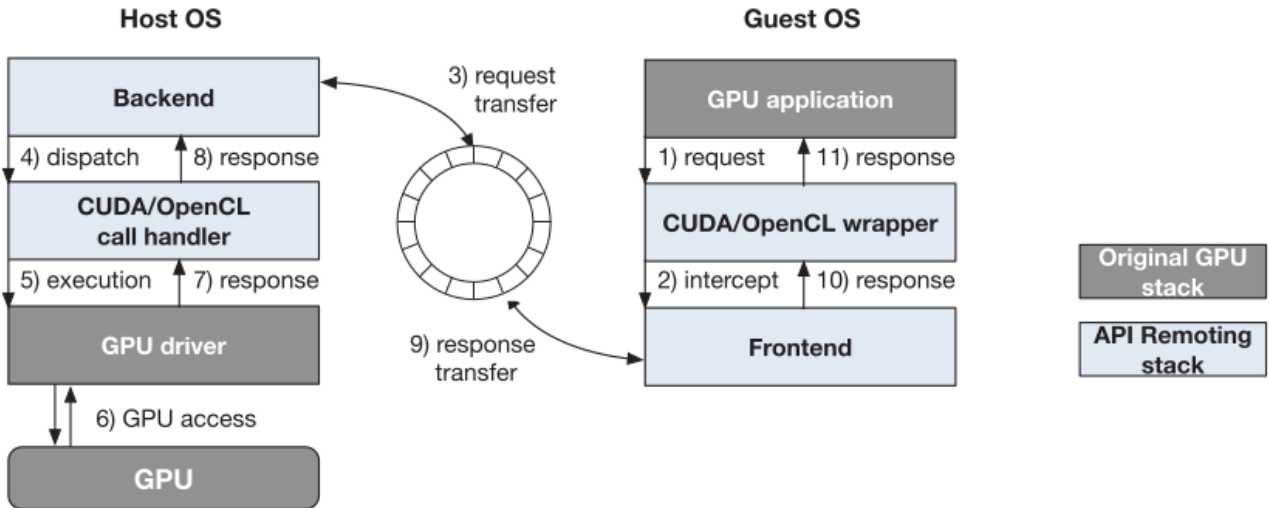 Host OS
Guest OS
Backend
3) request
transfer
GPU application
4) dispatch
8) response
1) request
11) response
CUDA/OpenCL
call handler
CUDA/OpenCL wrapper
5) execution
7) response
2) intercept
10) response
Original GPU
stack
GPU driver
9) response
transfer
Frontend
API Remoting
stack
6) GPU access
GPU